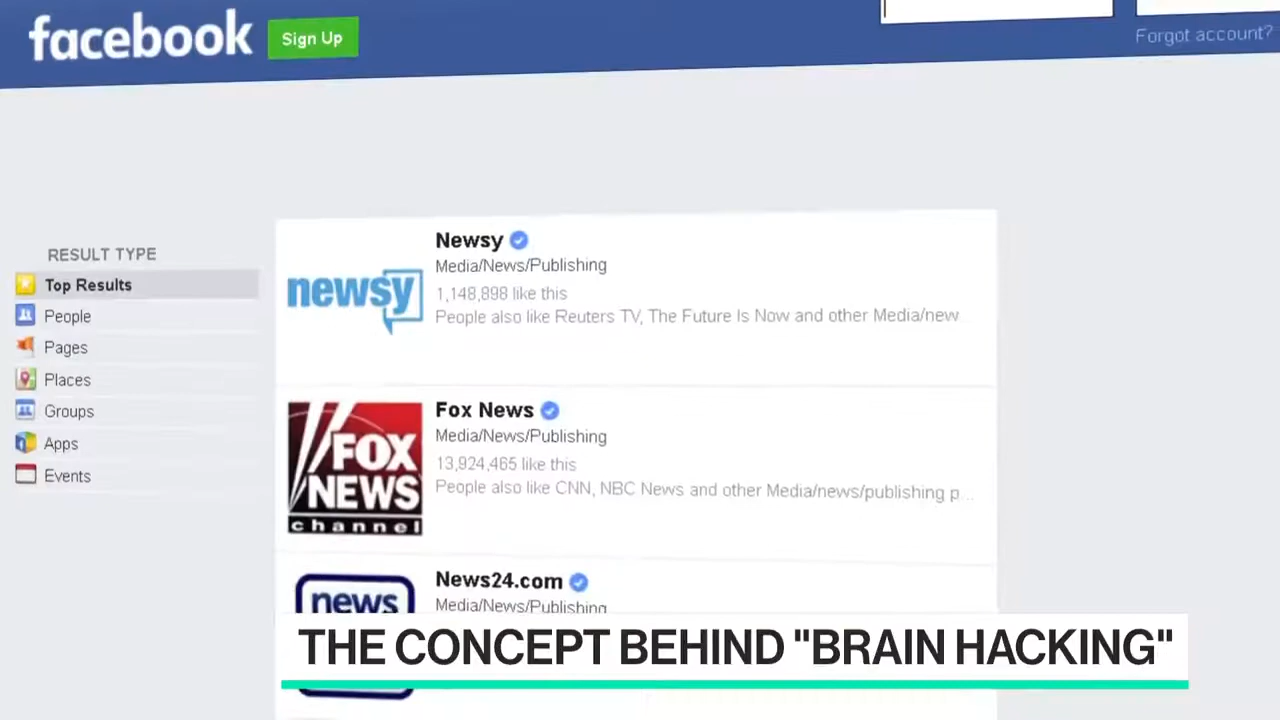 facebook
Sign Up
Forgot account?
RESULT TYPE
Top Results
People
Pages
Places
Groups
Apps
Events
newsy
Newsy
Media/News/Publishing
1,148,898 like this
People also like Reuters TV, The Future Is Now and other Media/new
FOX
NEWS
channel
Fox News
Media/News/Publishing
13,924,465 like this
People also like CNN, NBC News and other Media/news/publishing p...
news
News24.com
Media/News/Publishing
THE CONCEPT BEHIND "BRAIN HACKING"